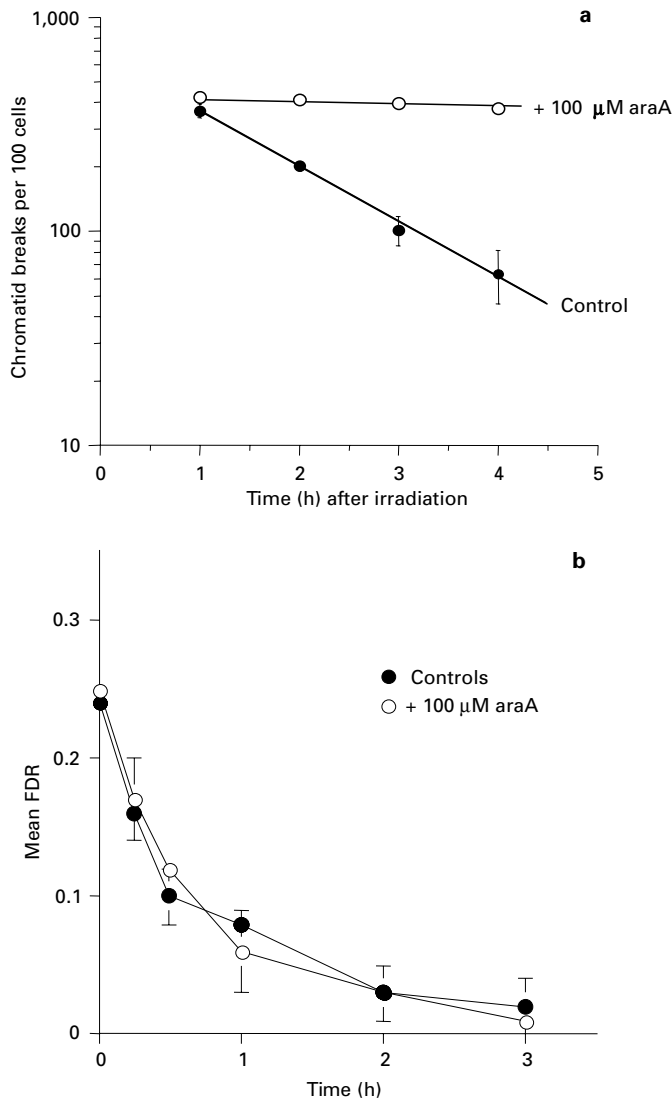 a
1,000
100
10
Chromatid breaks per 100 cells
+ 100 μM araA
Control
0 1 2 3 4 5
Time (h) after irradiation
b
0.3
0.2
0.1
0
Mean FDR
Controls
+ 100 μM araA
0 1 2 3
Time (h)